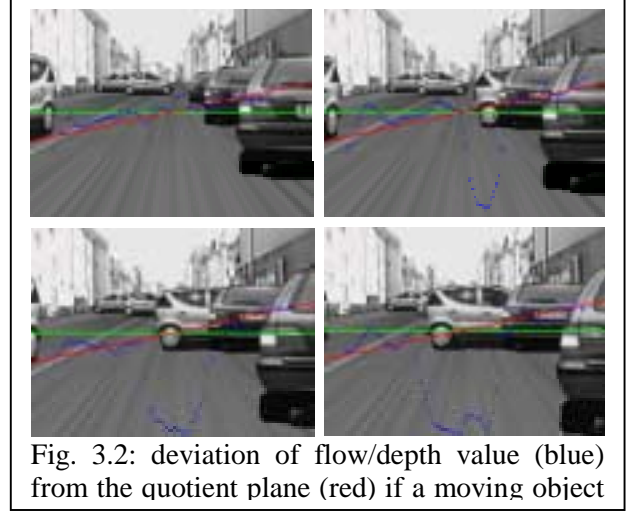 Fig. 3.2: deviation of flow/depth value (blue)
from the quotient plane (red) if a moving object